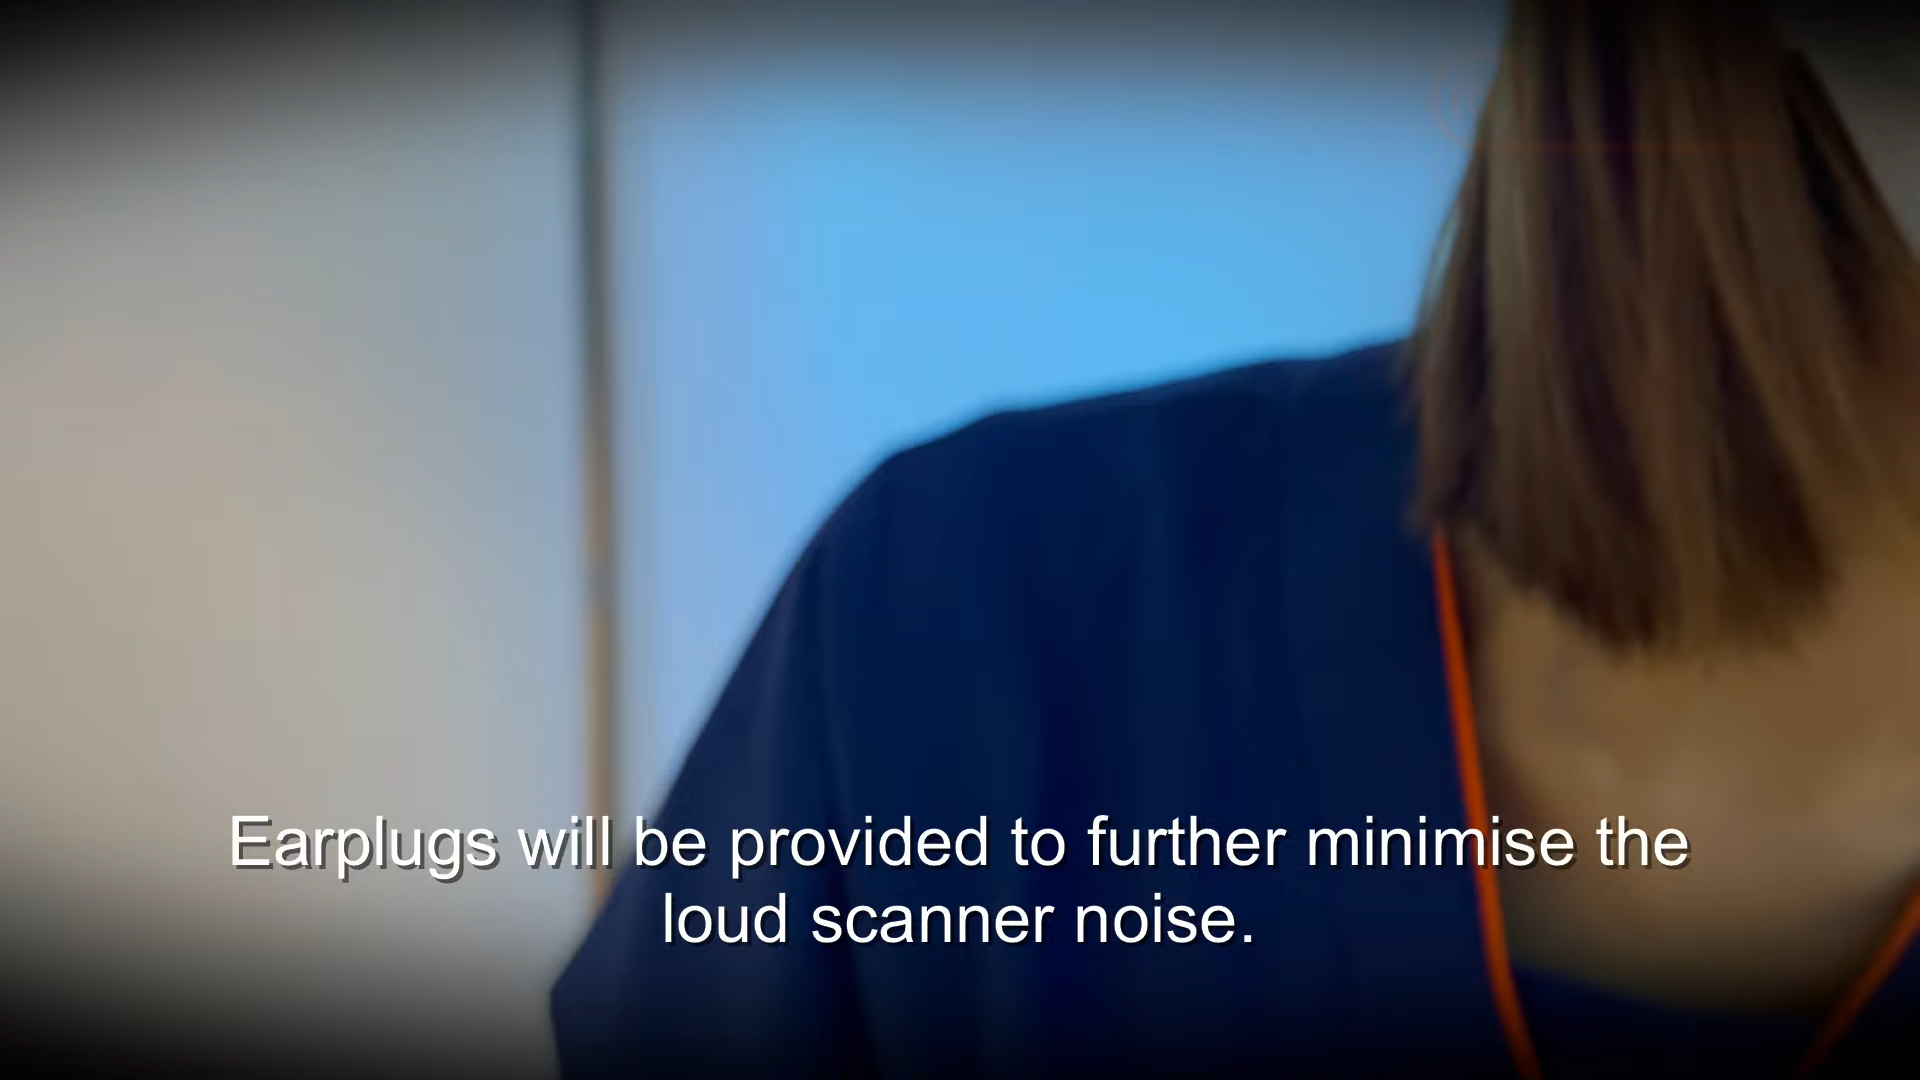 Earplugs will be provided to further minimise the
loud scanner noise.